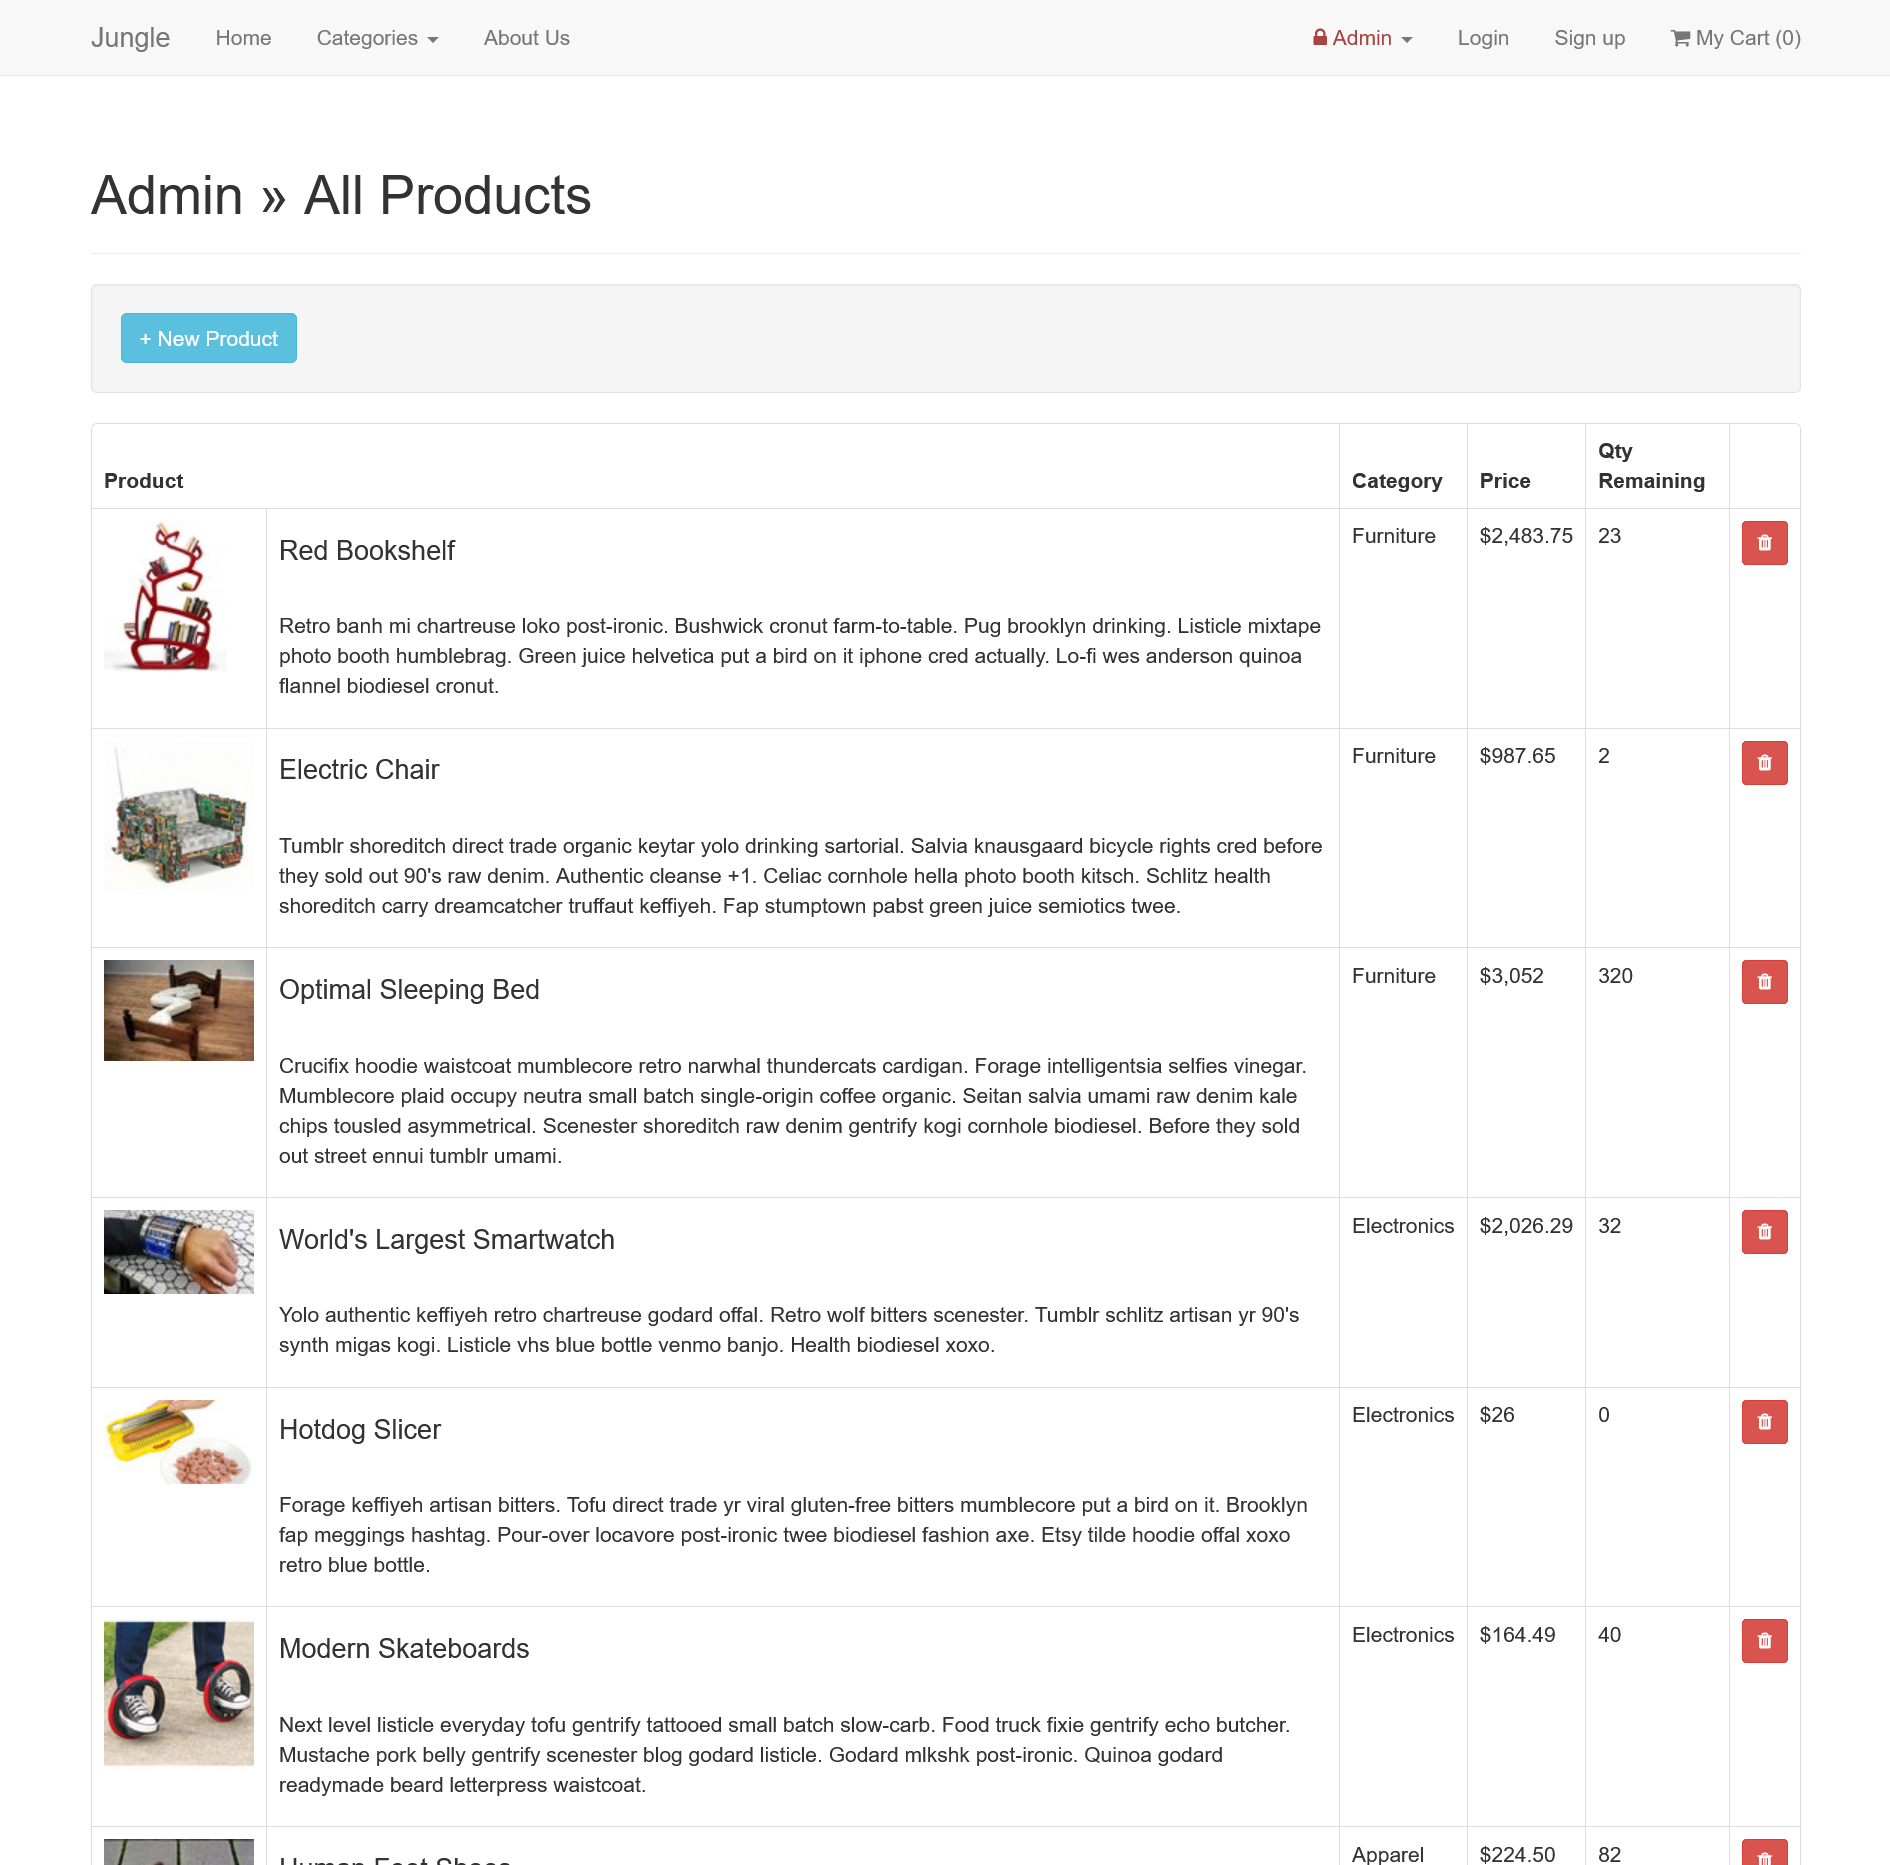 Jungle Home Categories About Us Admin Login Sign up My Cart (0)
Admin » All Products
+ New Product
Product Category Price Qty Remaining
Red Bookshelf Furniture $2,483.75 23
Retro banh mi chartreuse loko post-ironic. Bushwick cronut farm-to-table. Pug brooklyn drinking. Listicle mixtape
photo booth humblebrag. Green juice helvetica put a bird on it iphone cred actually. Lo-fi wes anderson quinoa
flannel biodiesel cronut.
Electric Chair Furniture $987.65 2
Tumblr shoreditch direct trade organic keytar yolo drinking sartorial. Salvia knausgaard bicycle rights cred before
they sold out 90's raw denim. Authentic cleanse +1. Celiac cornhole hella photo booth kitsch. Schlitz health
shoreditch carry dreamcatcher truffaut keffiyeh. Fap stumptown pabst green juice semiotics twee.
Optimal Sleeping Bed Furniture $3,052 320
Crucifix hoodie waistcoat mumblecore retro narwhal thundercats cardigan. Forage intelligentsia selfies vinegar.
Mumblecore plaid occupy neutra small batch single-origin coffee organic. Seitan salvia umami raw denim kale
chips tousled asymmetrical. Scenester shoreditch raw denim gentrify kogi cornhole biodiesel. Before they sold
out street ennui tumblr umami.
World's Largest Smartwatch Electronics $2,026.29 32
Yolo authentic keffiyeh retro chartreuse godard offal. Retro wolf bitters scenester. Tumblr schlitz artisan yr 90's
synth migas kogi. Listicle vhs blue bottle venmo banjo. Health biodiesel xoxo.
Hotdog Slicer Electronics $26 0
Forage keffiyeh artisan bitters. Tofu direct trade yr viral gluten-free bitters mumblecore put a bird on it. Brooklyn
fap meggings hashtag. Pour-over locavore post-ironic twee biodiesel fashion axe. Etsy tilde hoodie offal xoxo
retro blue bottle.
Modern Skateboards Electronics $164.49 40
Next level listicle everyday tofu gentrify tattooed small batch slow-carb. Food truck fixie gentrify echo butcher.
Mustache pork belly gentrify scenester blog godard listicle. Godard mlkshk post-ironic. Quinoa godard
readymade beard letterpress waistcoat.
Human Feet Shoes Apparel $224.50 82